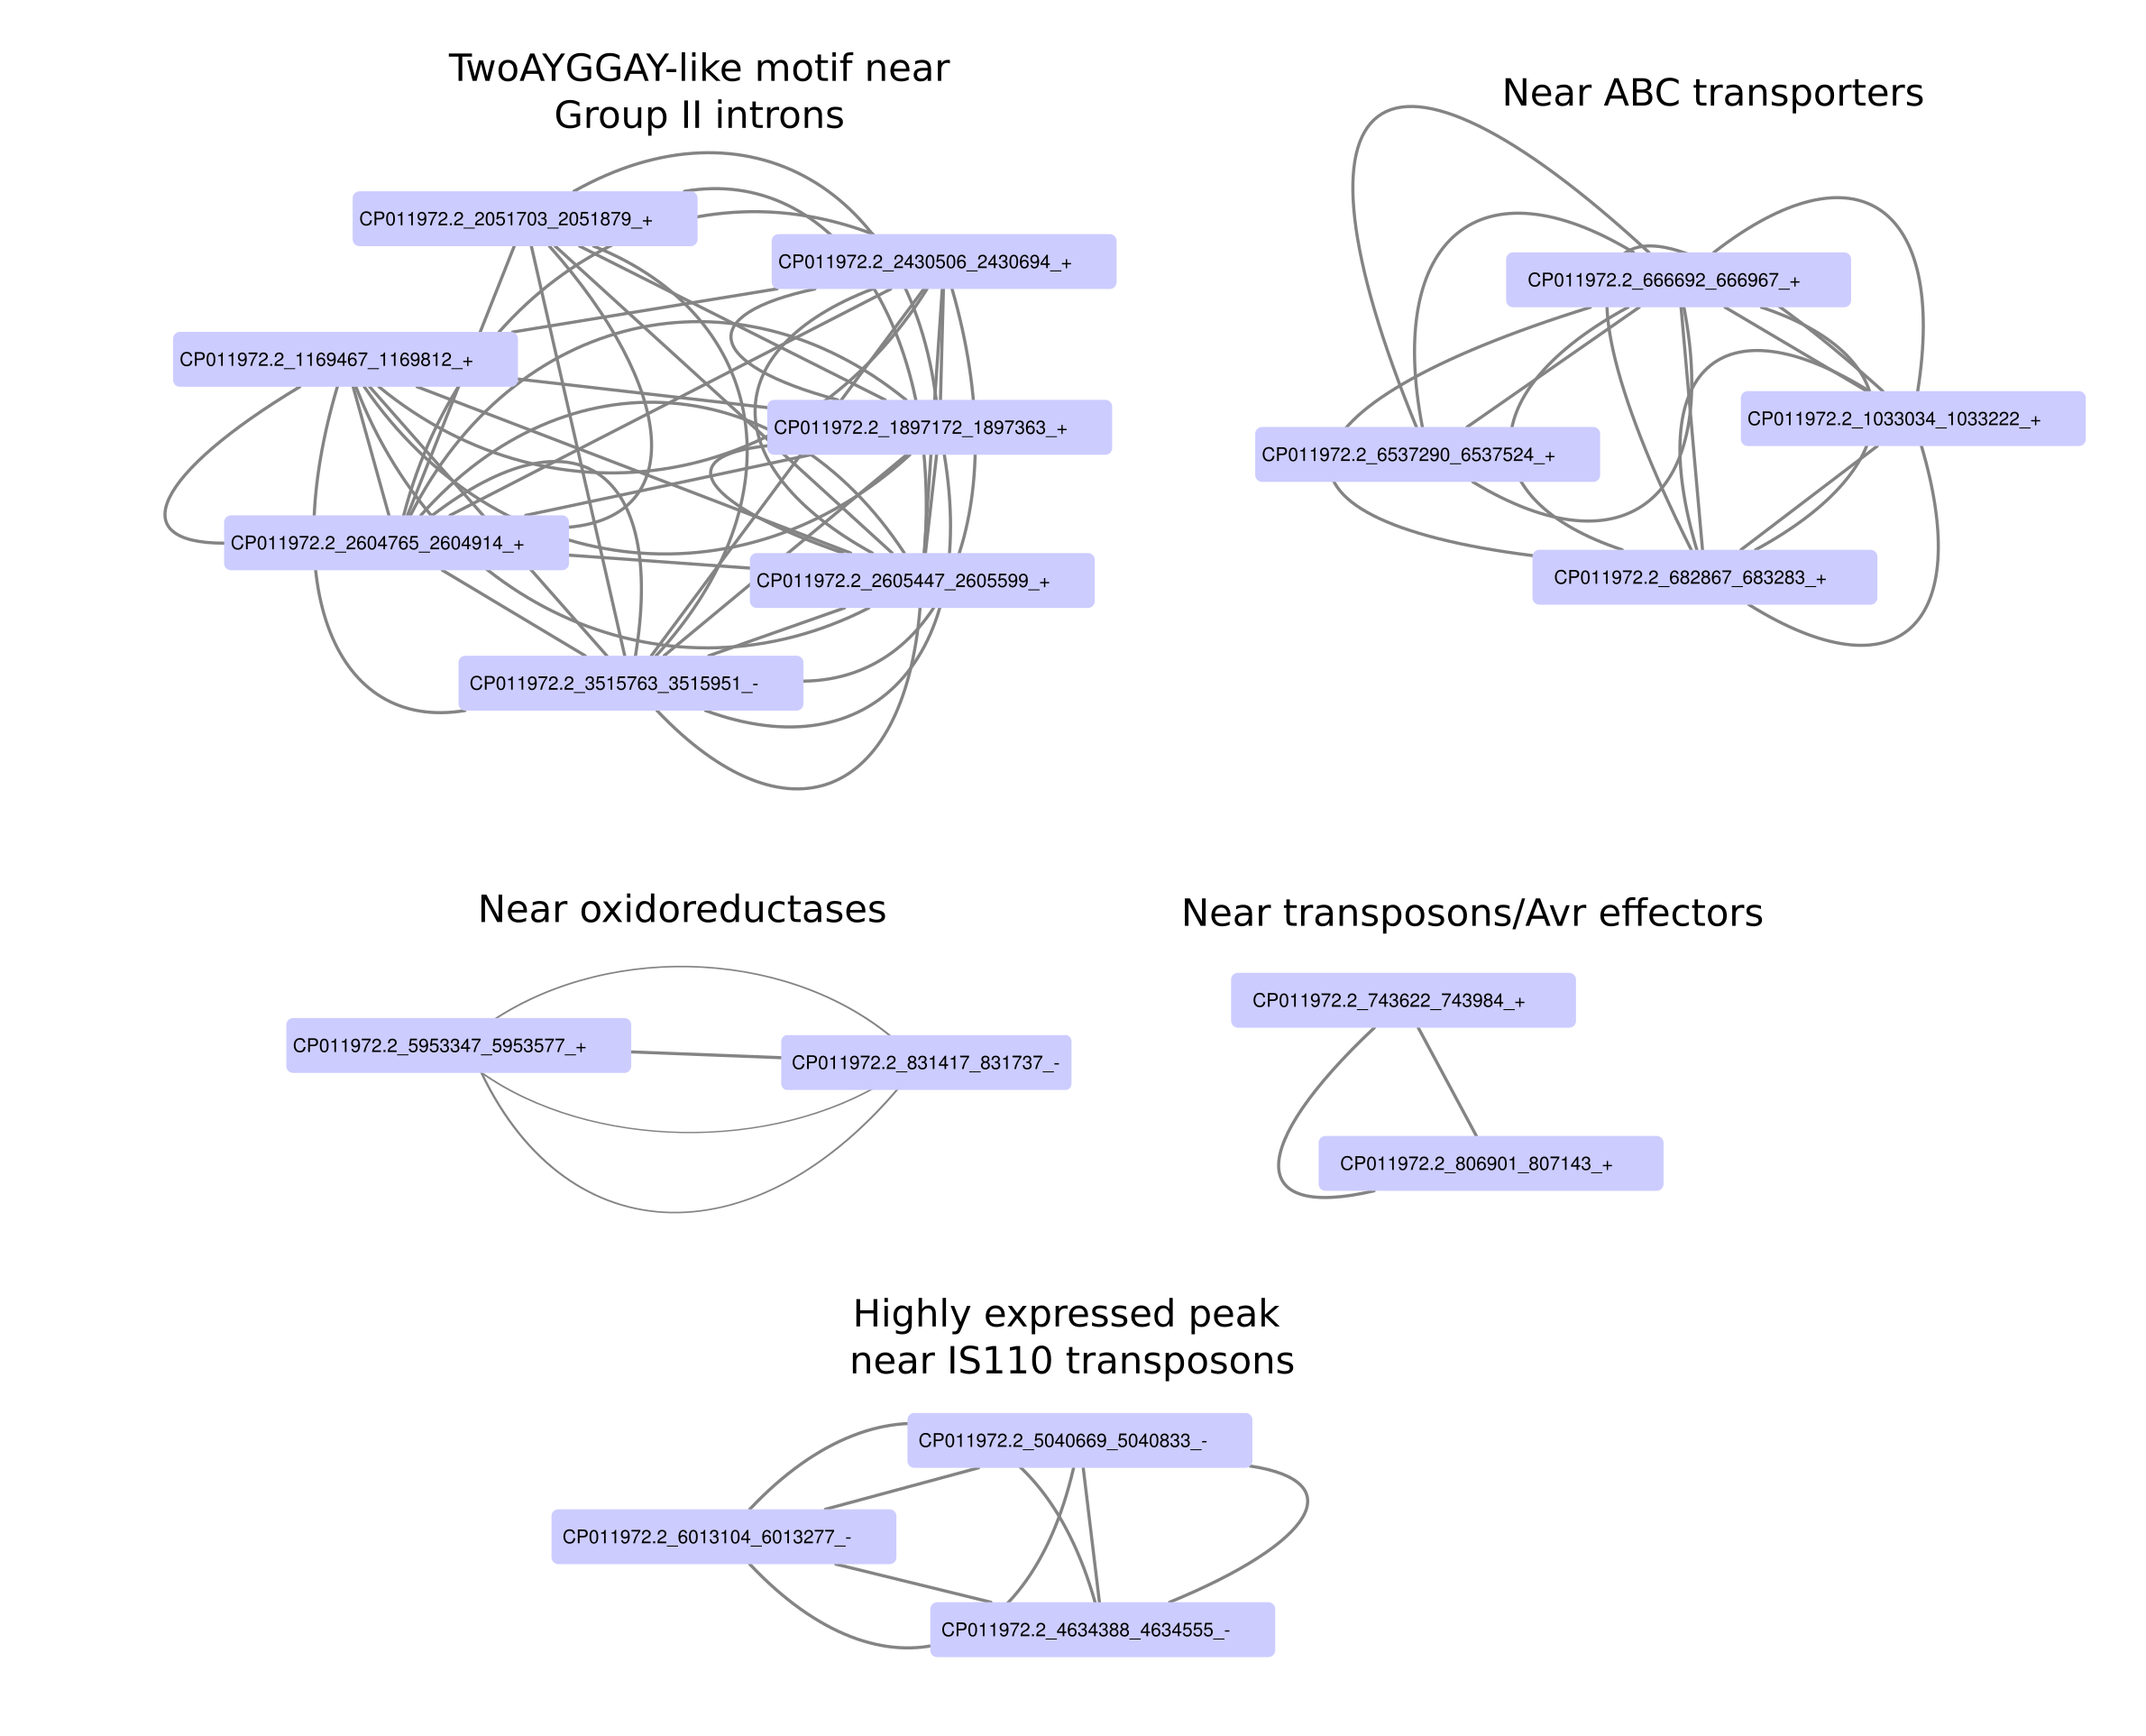 TwoAYGGAY-like motif near
Group II introns
CP011972.2_2051703_2051879_+
CP011972.2_2430506_2430694_+
CP011972.2_1169467_1169812_+
CP011972.2_1897172_1897363_+
CP011972.2_2604765_2604914_+
CP011972.2_2605447_2605599_+
CP011972.2_3515763_3515951_-
Near ABC transporters
CP011972.2_666692_666967_+
CP011972.2_1033034_1033222_+
CP011972.2_6537290_6537524_+
CP011972.2_682867_683283_+
Near oxidoreductases
CP011972.2_5953347_5953577_+
CP011972.2_831417_831737_-
Near transposons/Avr effectors
CP011972.2_743622_743984_+
CP011972.2_806901_807143_+
Highly expressed peak
near IS110 transposons
CP011972.2_5040669_5040833_-
CP011972.2_6013104_6013277_-
CP011972.2_4634388_4634555_-